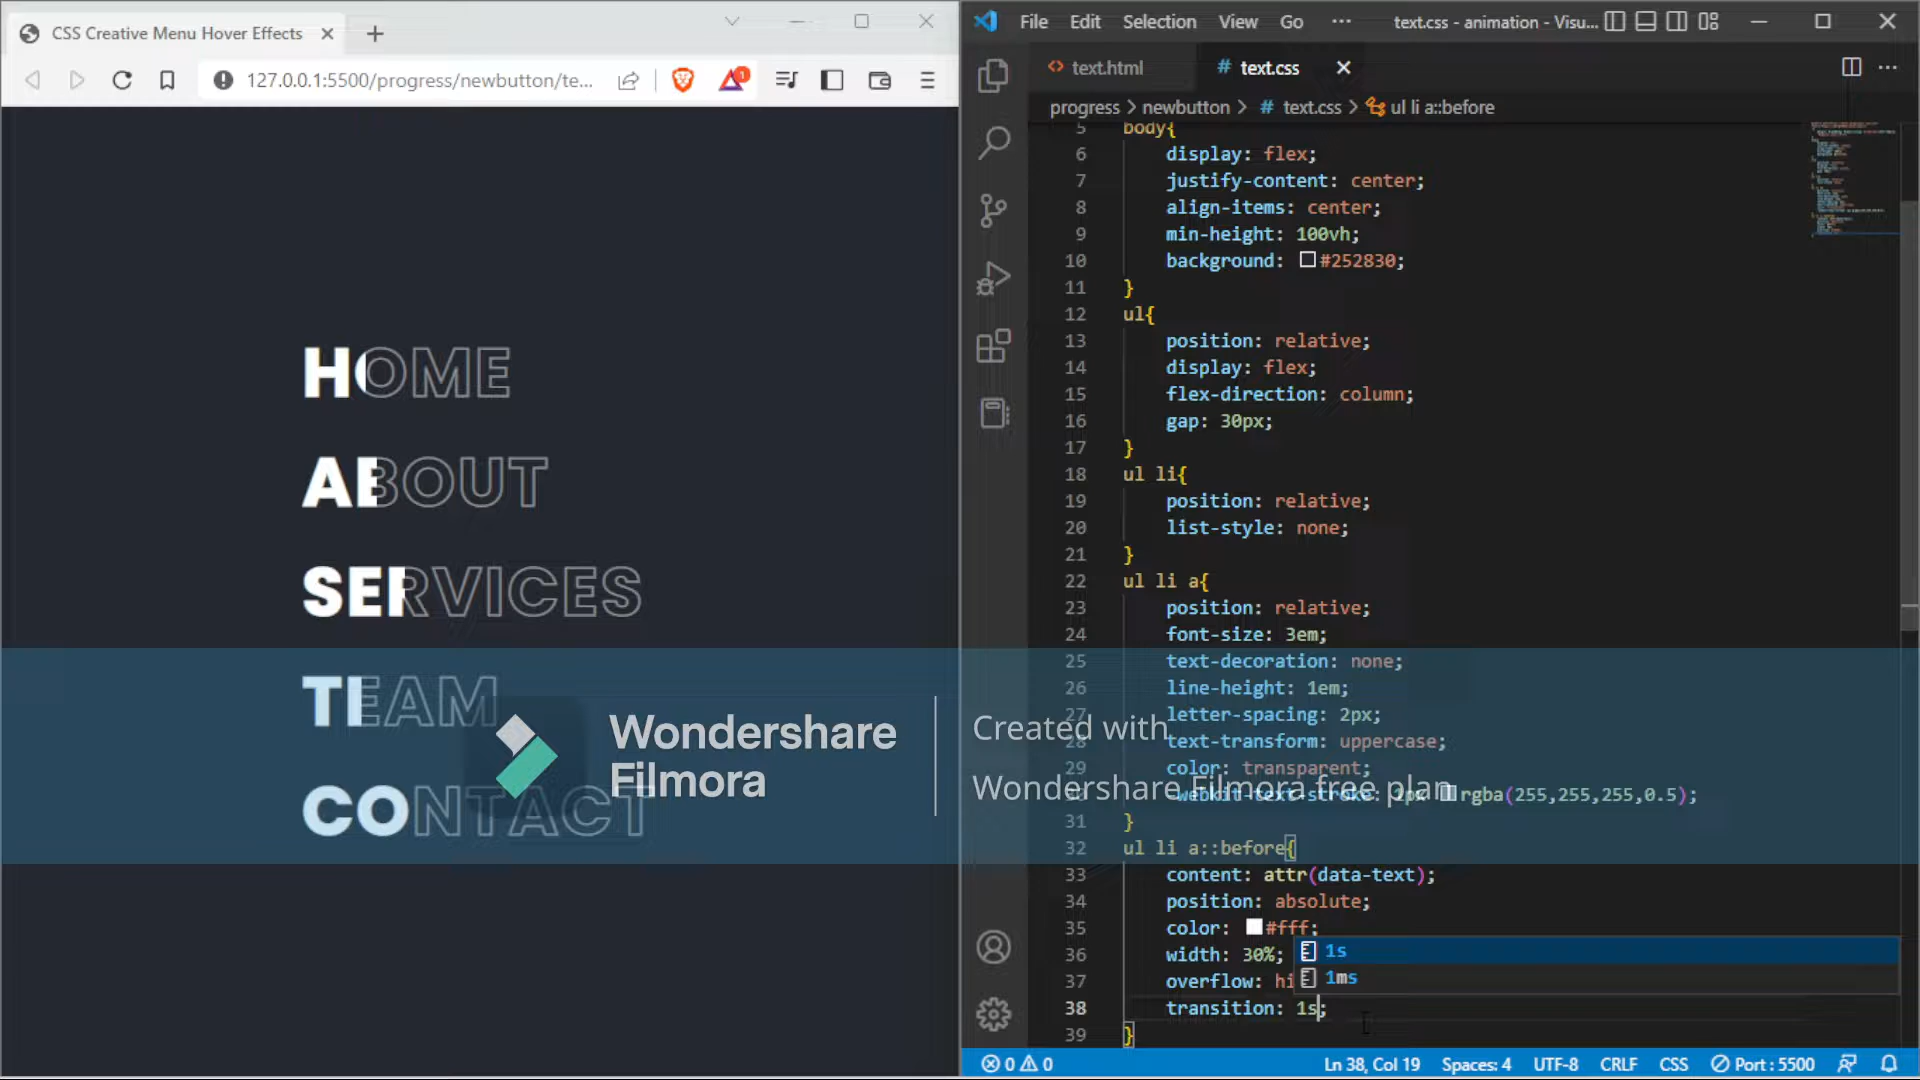 CSS Creative Menu Hover Effects
127.0.0.1:5500/progress/newbutton/te...
1
HOME
ABOUT
SERVICES
TEAM
CONTACT
Wondershare
Filmora
Created with
Wondershare Filmora free plan
File Edit Selection View Go ... text.css - animation - Visu...
text.html
# text.css
progress > newbutton > # text.css > ul li a::before
5 body{
6 display: flex;
7 justify-content: center;
8 align-items: center;
9 min-height: 100vh;
10 background: #252830;
11 }
12 ul{
13 position: relative;
14 display: flex;
15 flex-direction: column;
16 gap: 30px;
17 }
18 ul li{
19 position: relative;
20 list-style: none;
21 }
22 ul li a{
23 position: relative;
24 font-size: 3em;
25 text-decoration: none;
26 line-height: 1em;
27 letter-spacing: 2px;
28 text-transform: uppercase;
29 color: transparent;
-webkit-text-stroke: 1px rgba(255,255,255,0.5);
31 }
32 ul li a::before{
33 content: attr(data-text);
34 position: absolute;
35 color: #fff;
36 width: 30%;
37 overflow: hi
38 transition: 1s;
39 }
1s
1ms
0 0 Ln 38, Col 19 Spaces: 4 UTF-8 CRLF CSS Port : 5500